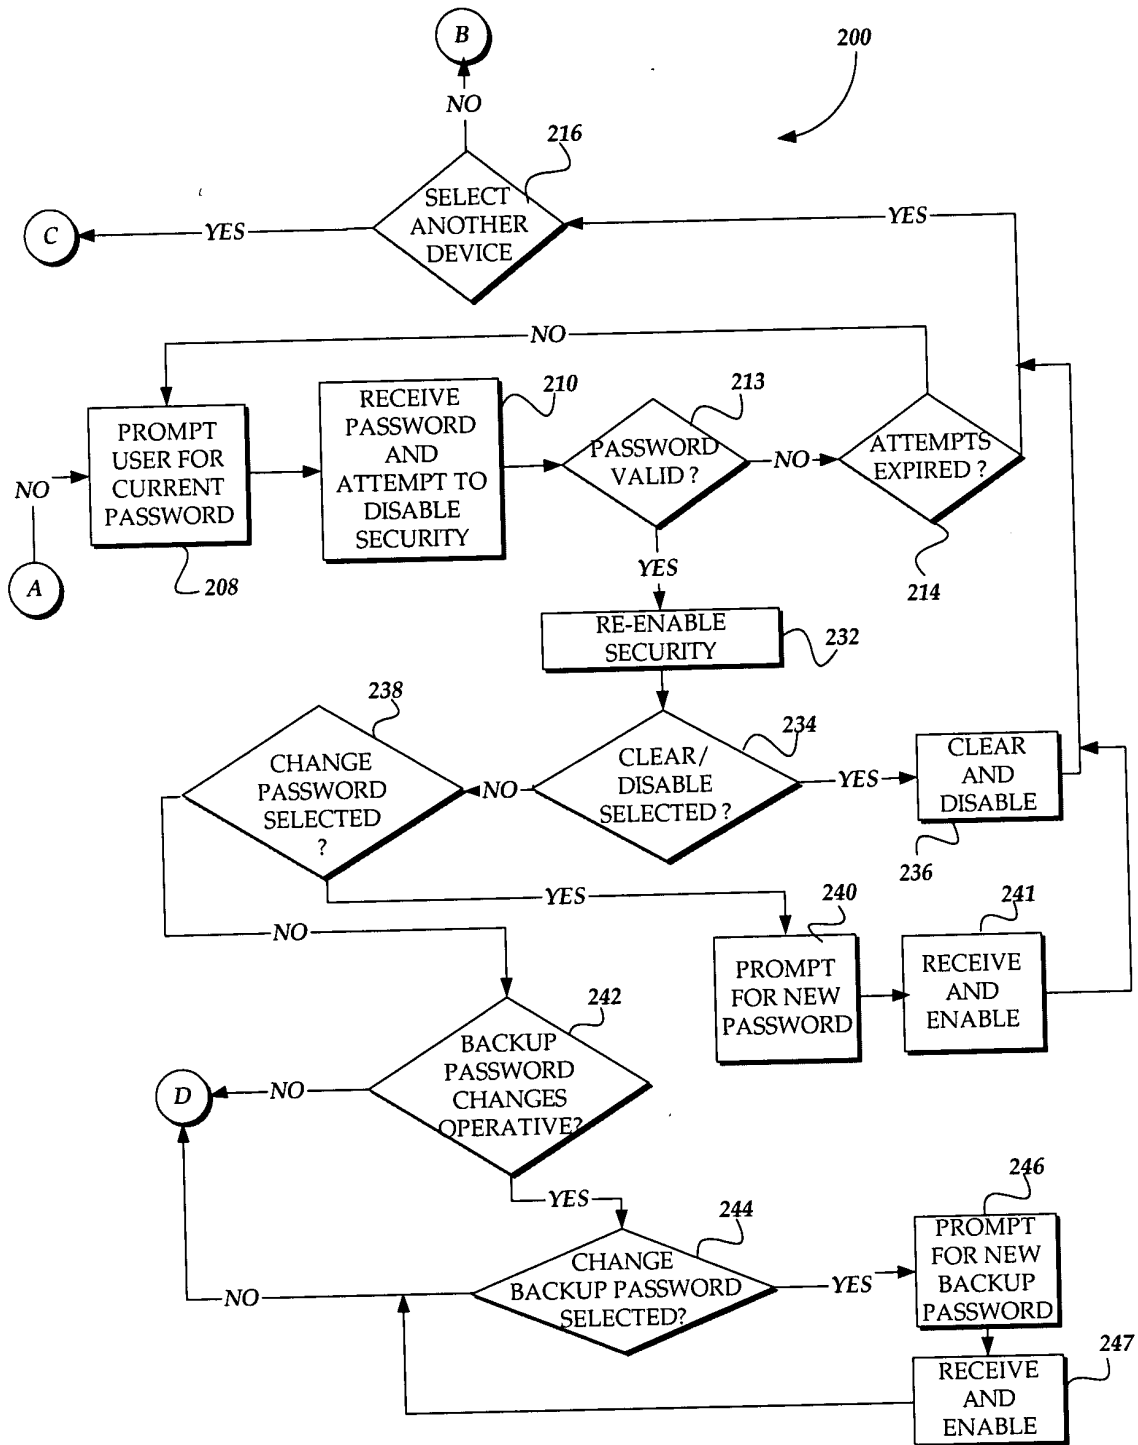 B
200
NO
216
SELECT
ANOTHER
DEVICE
YES
C
YES
NO
PROMPT
USER FOR
CURRENT
PASSWORD
208
NO
A
RECEIVE
PASSWORD
AND
ATTEMPT TO
DISABLE
SECURITY
210
PASSWORD
VALID ?
213
NO
ATTEMPTS
EXPIRED ?
214
YES
RE-ENABLE
SECURITY
232
CLEAR/
DISABLE
SELECTED ?
234
YES
CLEAR
AND
DISABLE
236
NO
CHANGE
PASSWORD
SELECTED
?
238
YES
PROMPT
FOR NEW
PASSWORD
240
RECEIVE
AND
ENABLE
241
NO
BACKUP
PASSWORD
CHANGES
OPERATIVE?
242
NO
D
YES
CHANGE
BACKUP PASSWORD
SELECTED?
244
NO
YES
PROMPT
FOR NEW
BACKUP
PASSWORD
246
RECEIVE
AND
ENABLE
247